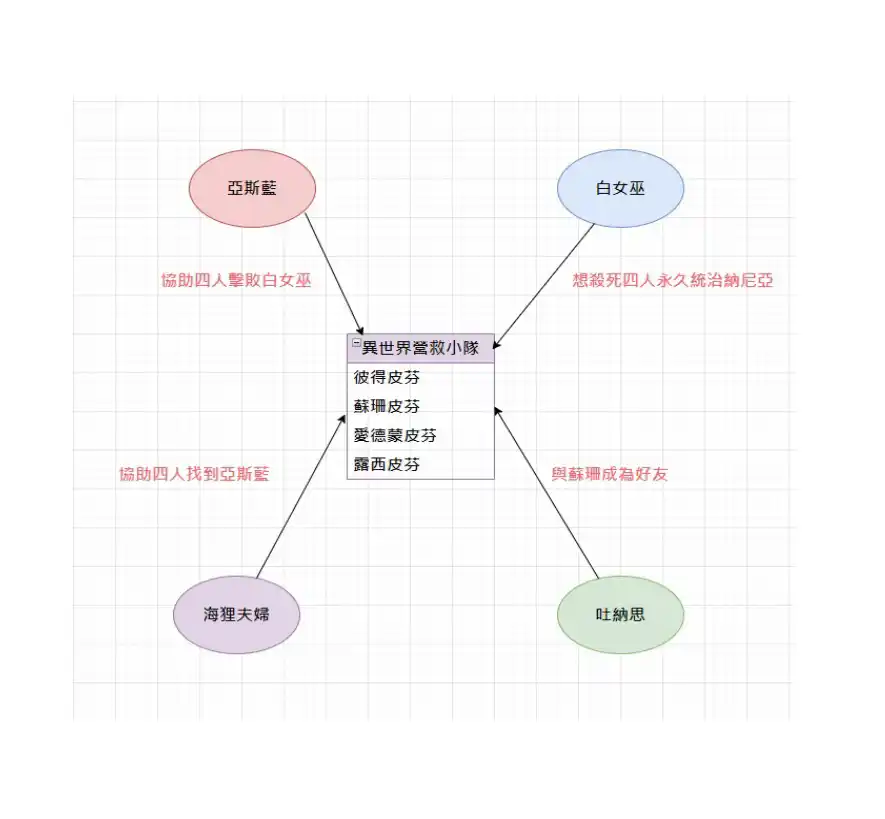 亞斯藍
白女巫
協助四人擊敗白女巫
想殺死四人永久統治納尼亞
異世界營救小隊
彼得皮芬
蘇珊皮芬
愛德蒙皮芬
露西皮芬
協助四人找到亞斯藍
與蘇珊成為好友
海狸夫婦
吐納思